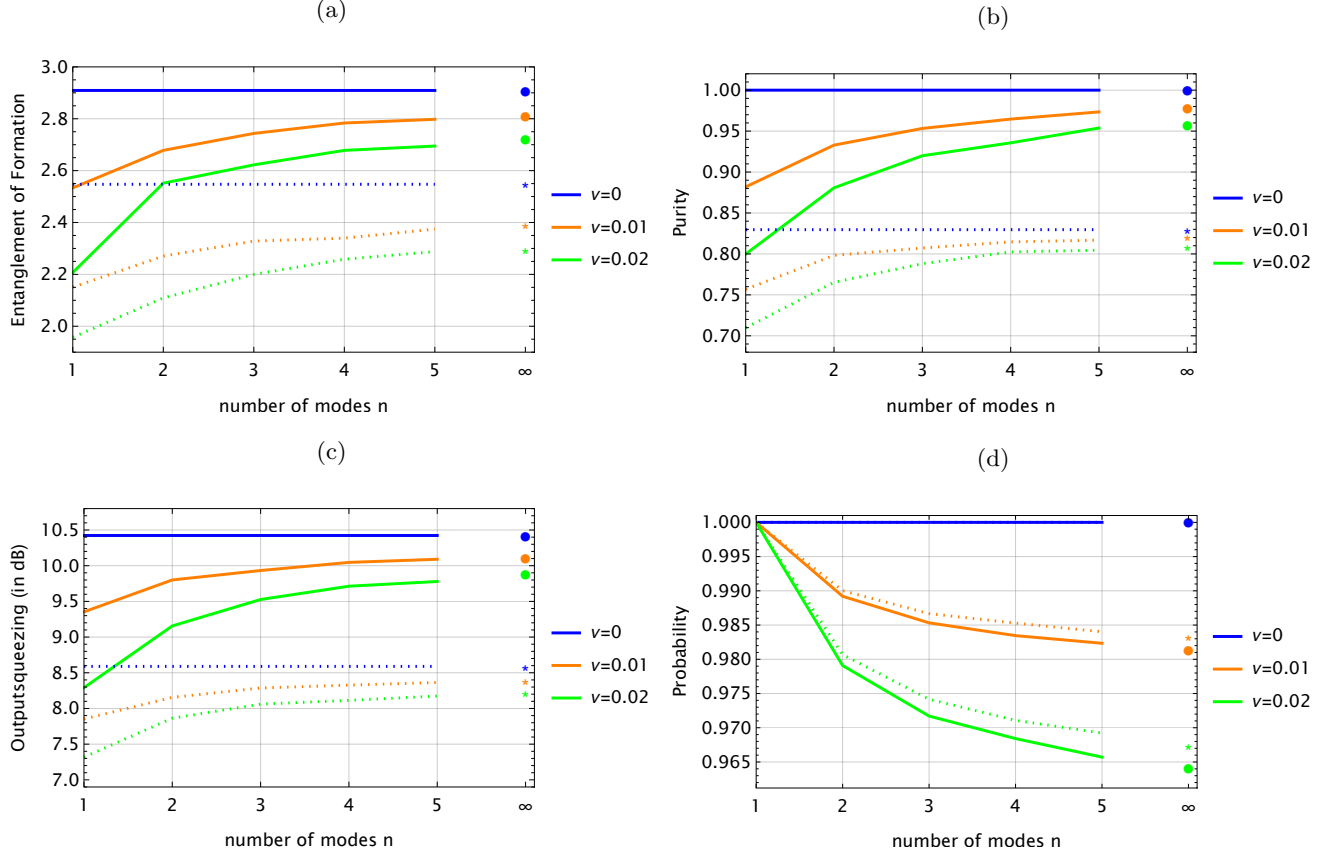 (a)
3.0
2.8
2.6
2.4
2.2
2.0
Entanglement of Formation
1 2 3 4 5 ∞
number of modes n
v=0
v=0.01
v=0.02
(b)
1.00
0.95
0.90
0.85
0.80
0.75
0.70
Purity
1 2 3 4 5 ∞
number of modes n
v=0
v=0.01
v=0.02
(c)
10.5
10.0
9.5
9.0
8.5
8.0
7.5
7.0
Outputsqueezing (in dB)
1 2 3 4 5 ∞
number of modes n
v=0
v=0.01
v=0.02
(d)
1.000
0.995
0.990
0.985
0.980
0.975
0.970
0.965
Probability
1 2 3 4 5 ∞
number of modes n
v=0
v=0.01
v=0.02